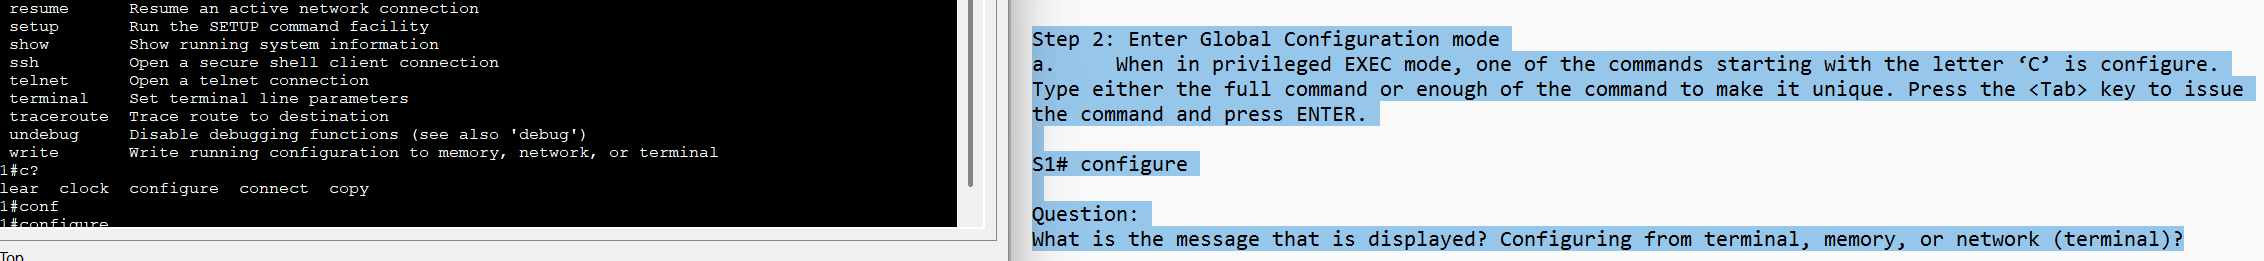 resume      Resume an active network connection
setup       Run the SETUP command facility
show        Show running system information
ssh         Open a secure shell client connection
telnet      Open a telnet connection
terminal    Set terminal line parameters
traceroute  Trace route to destination
undebug     Disable debugging functions (see also 'debug')
write       Write running configuration to memory, network, or terminal
1#c?
lear  clock  configure  connect  copy
1#conf
1#configure
Top
Step 2: Enter Global Configuration mode
a.     When in privileged EXEC mode, one of the commands starting with the letter ‘C’ is configure.
Type either the full command or enough of the command to make it unique. Press the <Tab> key to issue
the command and press ENTER.
S1# configure
Question:
What is the message that is displayed? Configuring from terminal, memory, or network (terminal)?